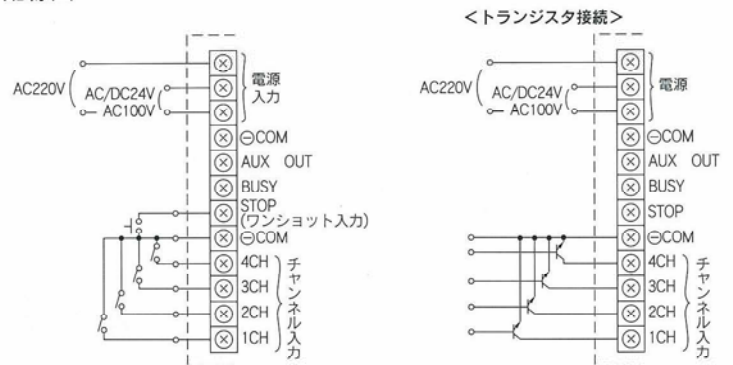 <トランジスタ接続>
AC220V
AC/DC24V
AC100V
電源
入力
⊖COM
AUX OUT
BUSY
STOP
(ワンショット入力)
⊖COM
4CH
3CH
2CH
1CH
チャンネル入力
AC220V
AC/DC24V
AC100V
電源
⊖COM
AUX OUT
BUSY
STOP
⊖COM
4CH
3CH
2CH
1CH
チャンネル入力